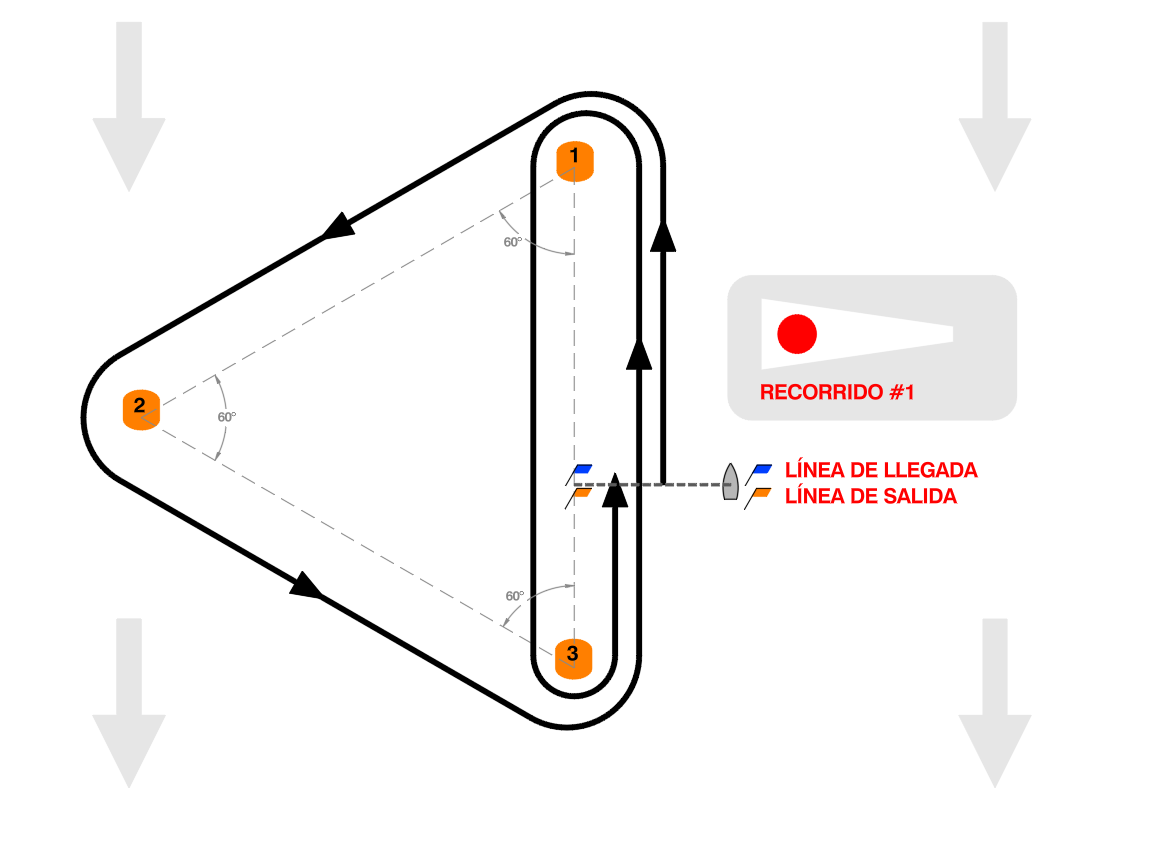 1
60°
2
60°
RECORRIDO #1
LÍNEA DE LLEGADA
LÍNEA DE SALIDA
60°
3